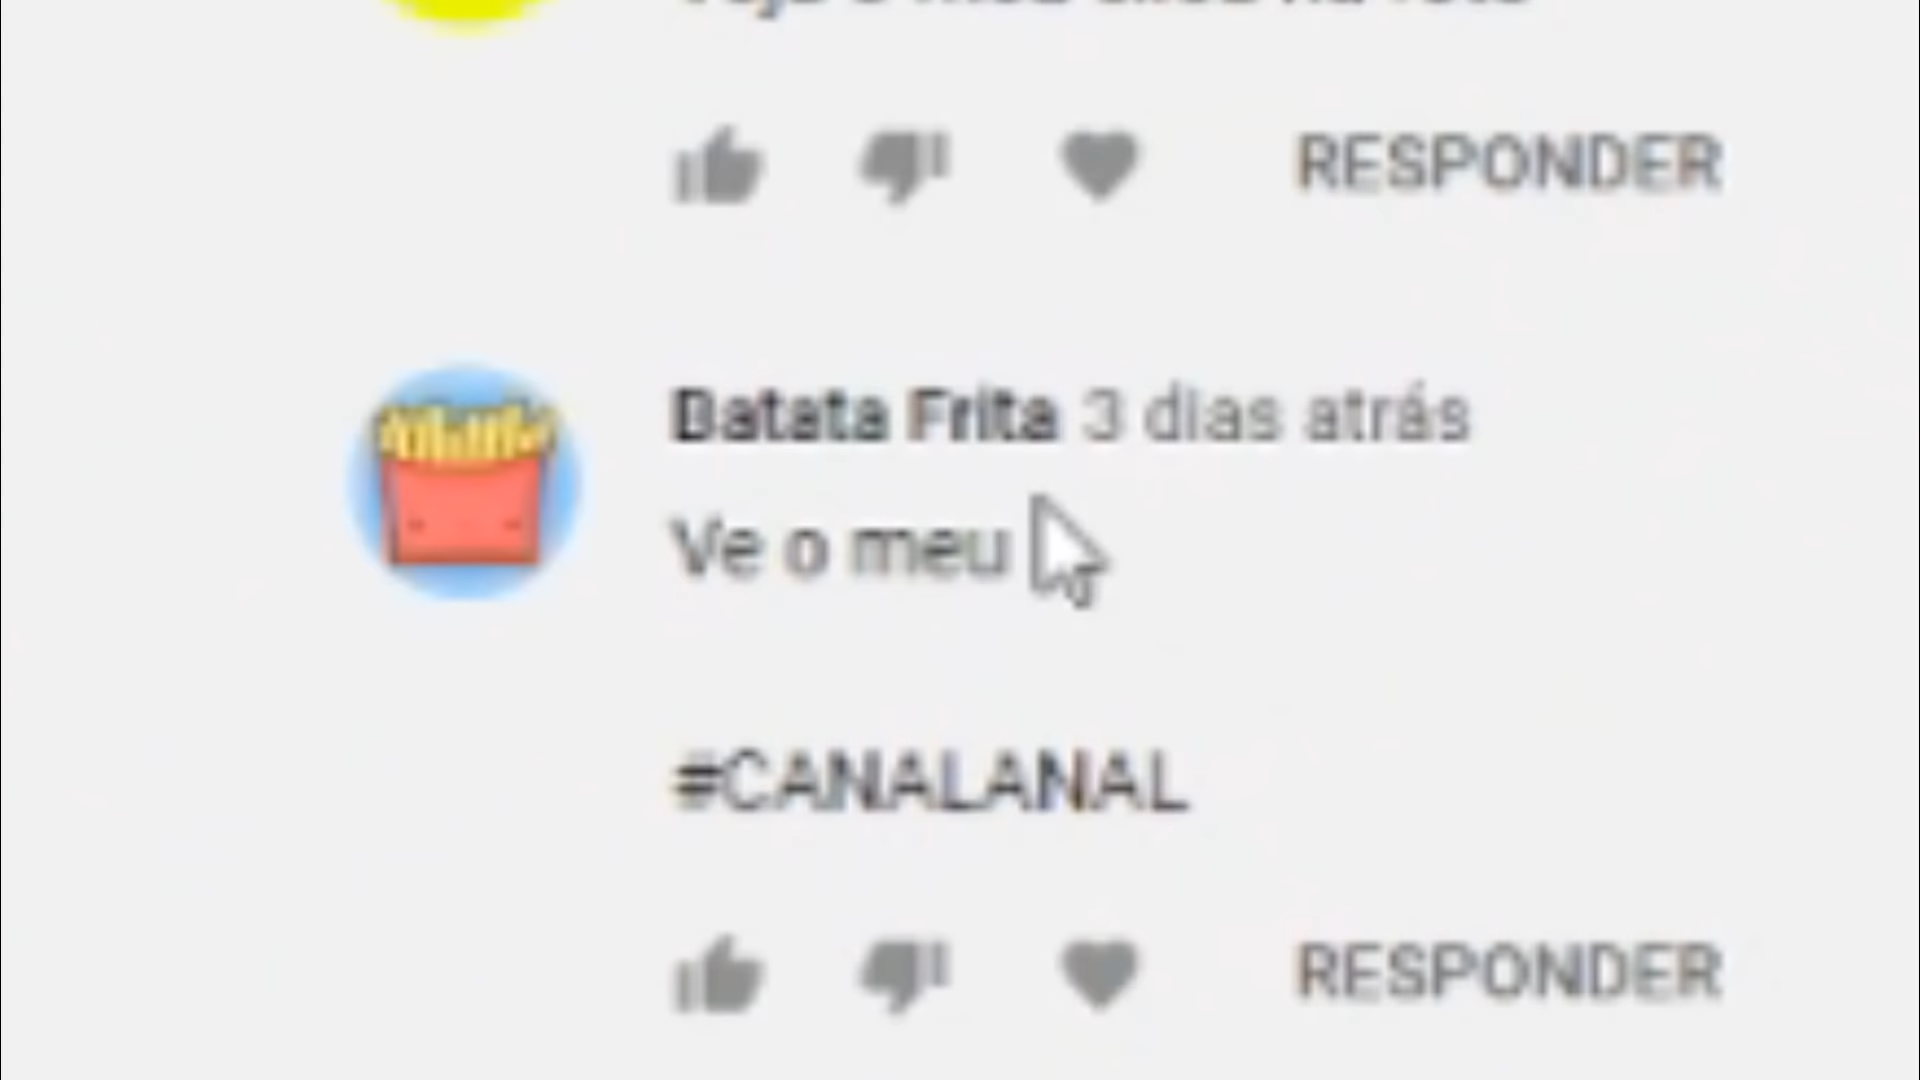 RESPONDER
Batata Frita 3 dias atrás
Ve o meu
#CANALANAL
RESPONDER